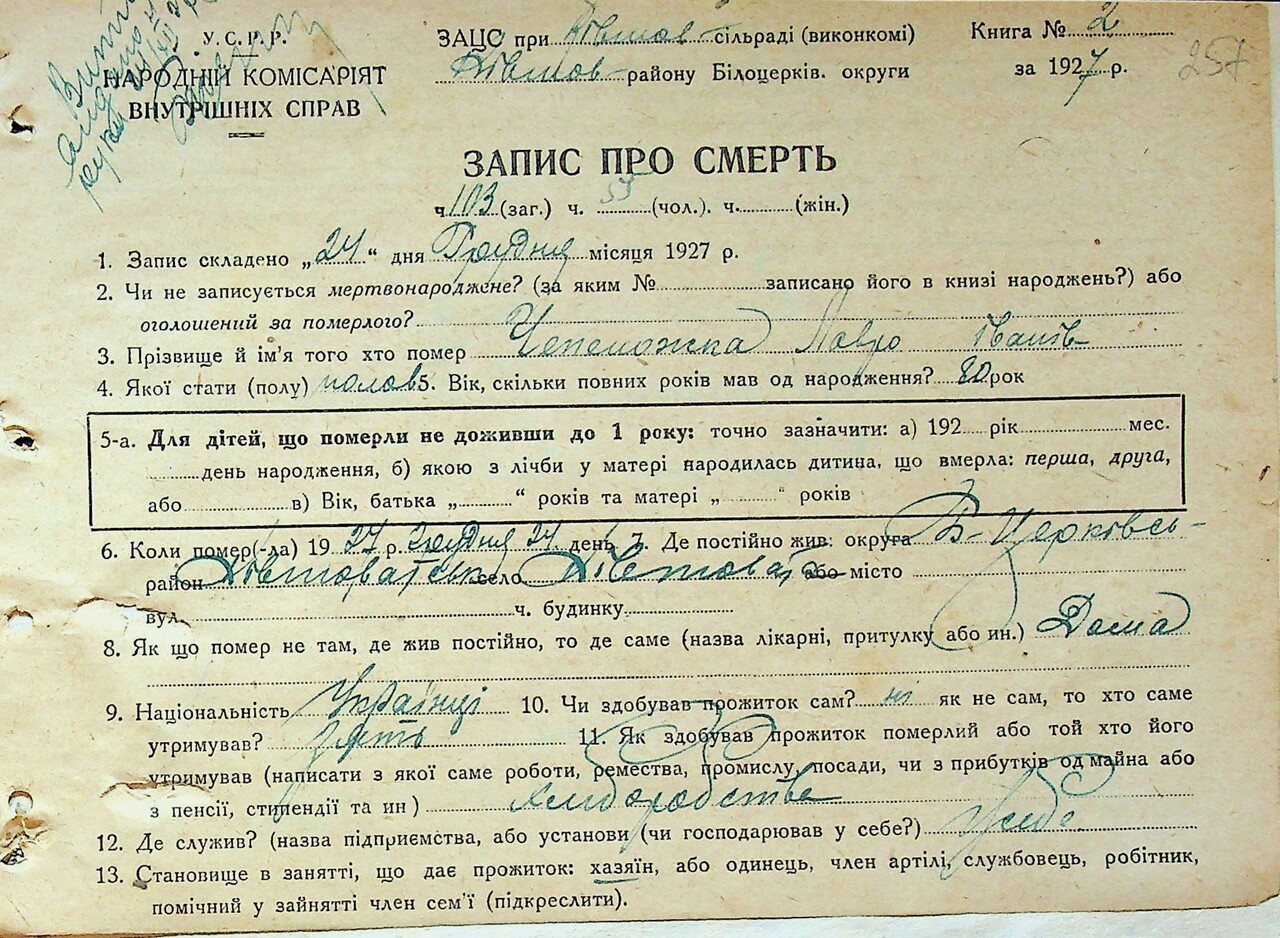 У.С.Р.Р.
НАРОДНІЙ КОМІСАРІЯТ
ВНУТРІШНІХ СПРАВ
ЗАЦС при сільраді (виконкомі)
району Білоцерків. округи
Книга № 2
за 1927 р.
257
ЗАПИС ПРО СМЕРТЬ
ч 103 (заг.) ч. 55 (чол.). ч. (жін.)
1. Запис складено „24“ дня Грудня місяця 1927 р.
2. Чи не записується мертвонароджене? (за яким № записано його в книзі народжень?) або
оголошений за померлого?
3. Прізвище й ім'я того хто помер Лавро Іванів
4. Якої стати (полу) 5. Вік, скільки повних років мав од народження? 80 рок
5-а. Для дітей, що померли не доживши до 1 року: точно зазначити: а) 192 рік мес.
день народження, б) якою з лічби у матері народилась дитина, що вмерла: перша, друга,
або в) Вік, батька „ “ років та матері „ “ років
6. Коли помер(-ла) 1927 р. Грудня 24 день 7. Де постійно жив: округа Б-Церківсь-
район село або місто
вул. ч. будинку
8. Як що помер не там, де жив постійно, то де саме (назва лікарні, притулку або ин.) Дома
9. Національність Українці 10. Чи здобував прожиток сам? ні як не сам, то хто саме
утримував? зять 11. Як здобував прожиток померлий або той хто його
утримував (написати з якої саме роботи, ремества, промислу, посади, чи з прибутків од майна або
з пенсії, стипендії та ин) хлиборобства
12. Де служив? (назва підприємства, або установи (чи господарював у себе?) у себе
13. Становище в занятті, що дає прожиток: хазяїн, або одинець, член артілі, службовець, робітник,
помічний у зайнятті член сем'ї (підкреслити).